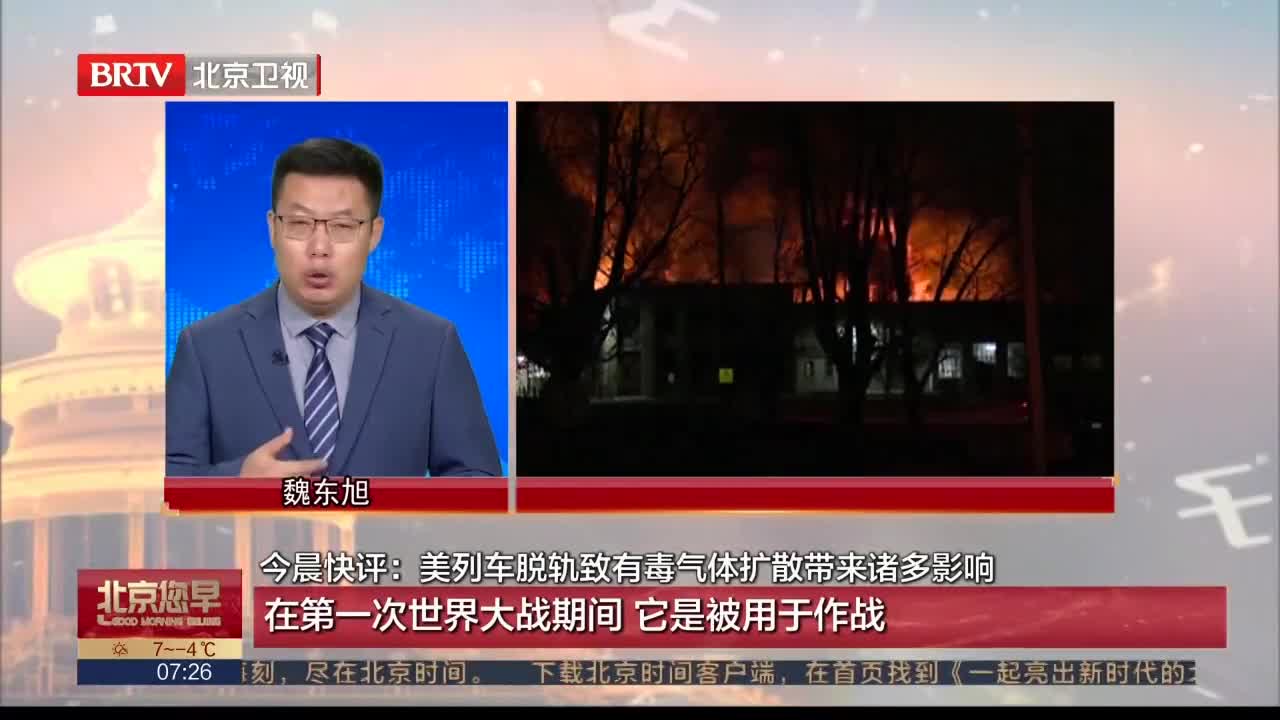 BRTV 北京卫视
魏东旭
今晨快评：美列车脱轨致有毒气体扩散带来诸多影响
北京您早
GOOD MORNING BEIJING
在第一次世界大战期间 它是被用于作战
7~-4℃
07:26
刻，尽在北京时间。 下载北京时间客户端，在首页找到《一起亮出新时代的